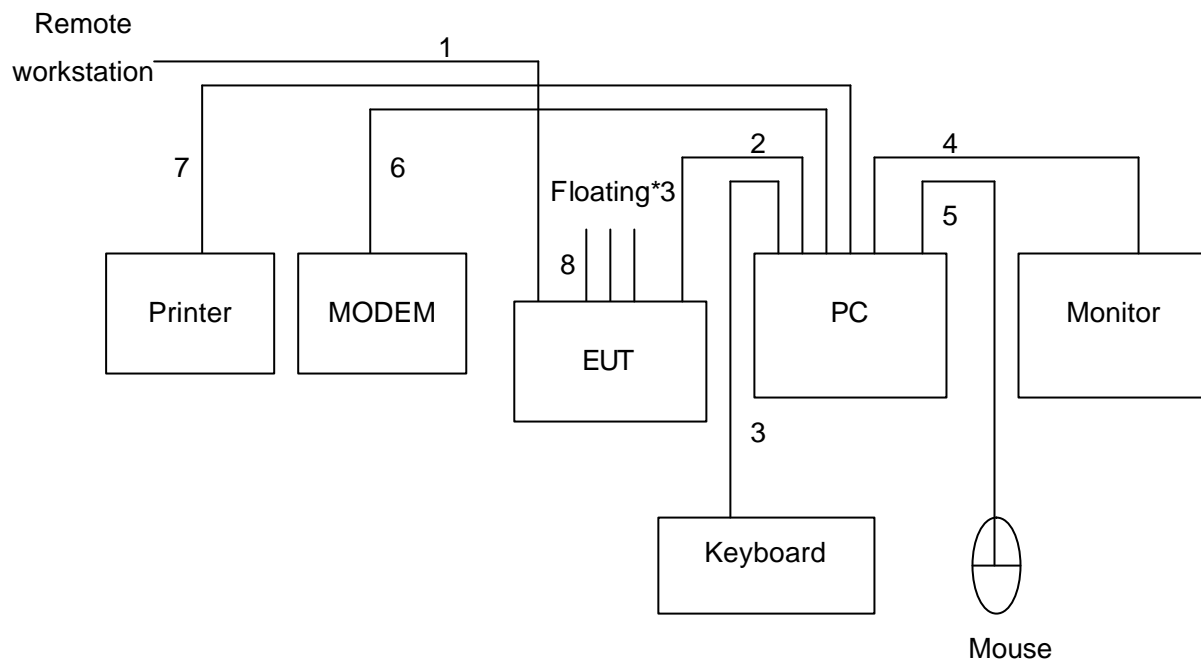 Remote
workstation
1
7
6
2
4
Floating*3
5
8
Printer
MODEM
EUT
PC
Monitor
3
Keyboard
Mouse